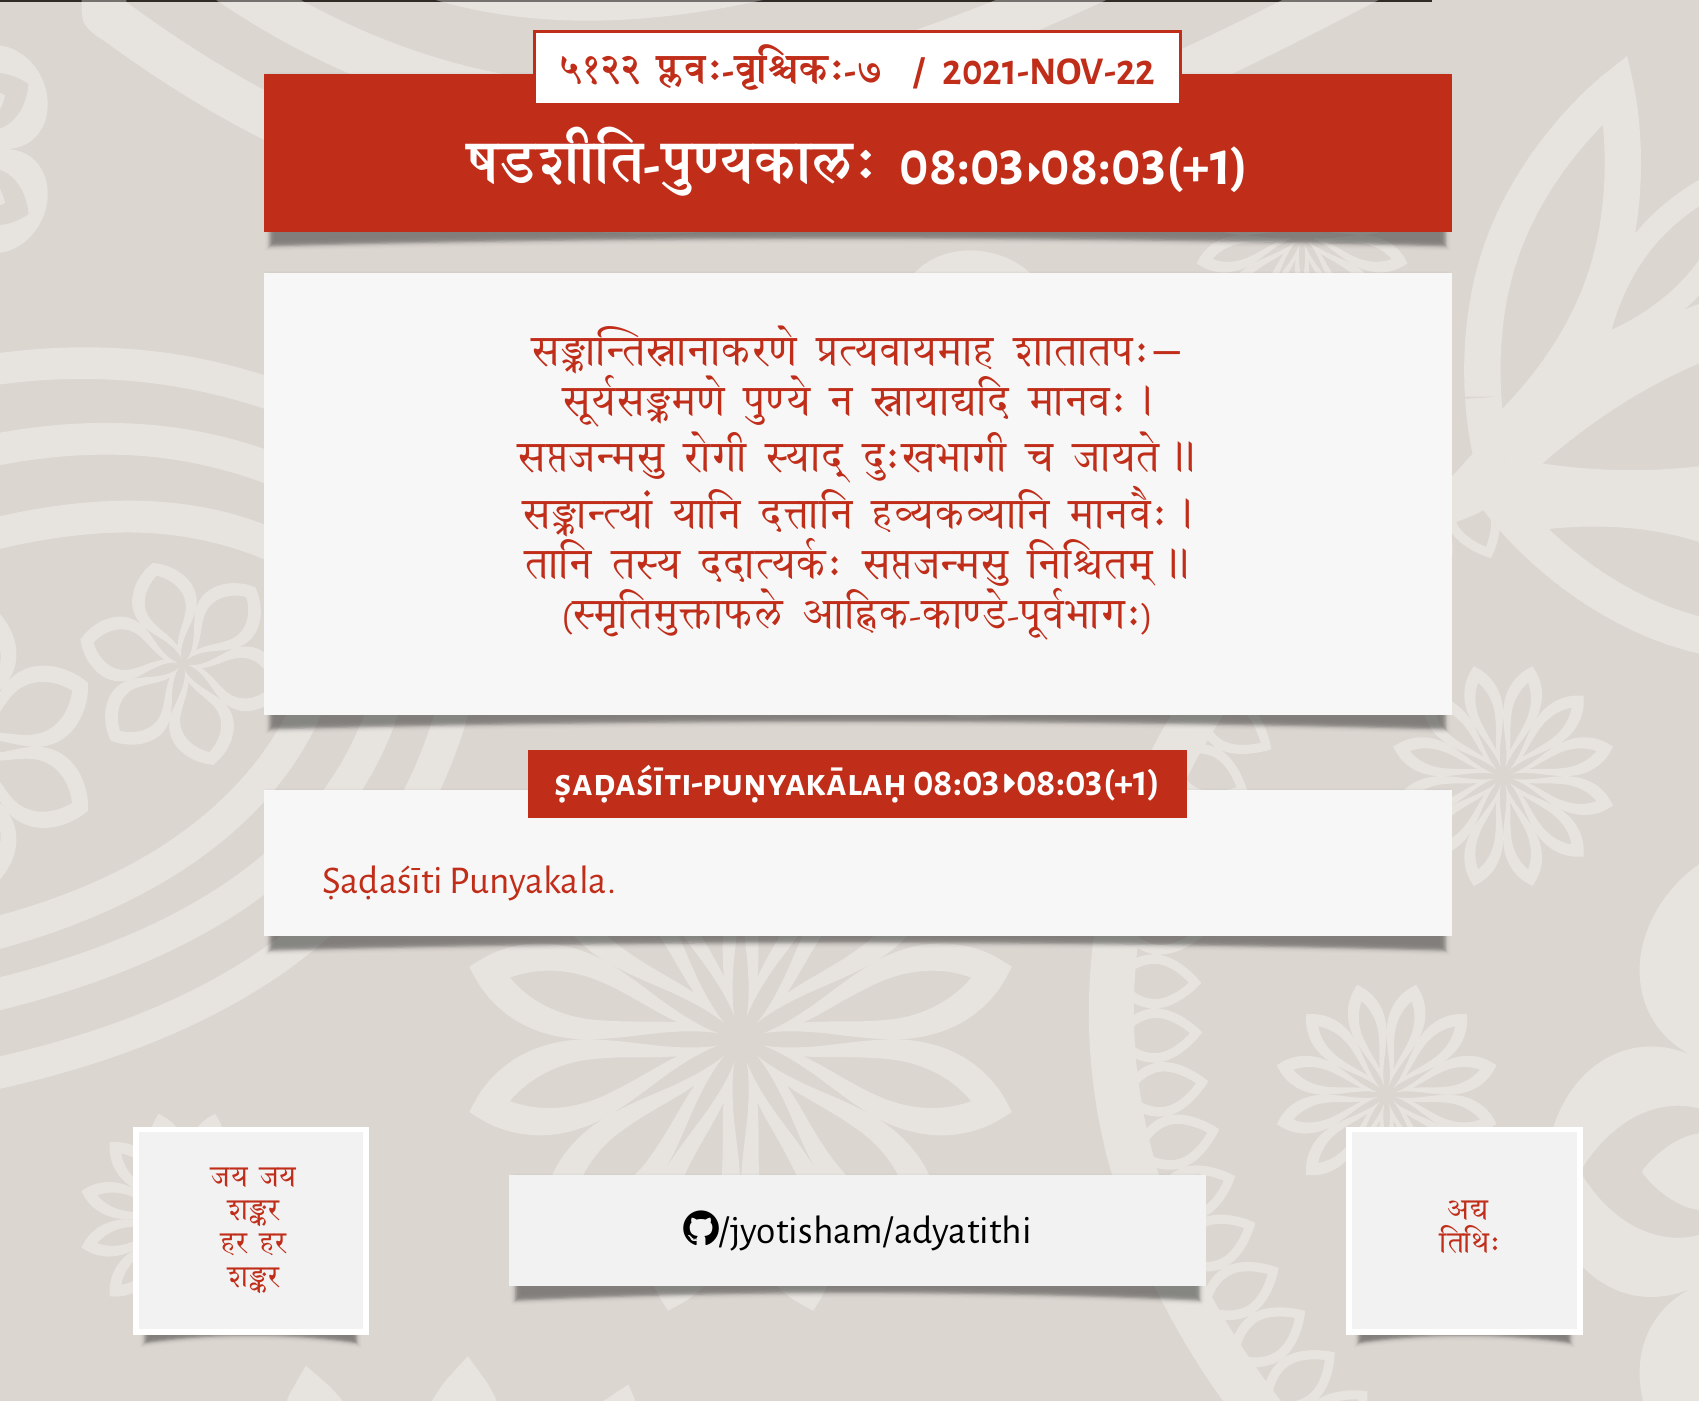 ५१२२ प्लवः-वृश्चिकः-७ / 2021-NOV-22
षडशीति-पुण्यकालः 08:03▸08:03(+1)
सङ्क्रान्तिस्नानाकरणे प्रत्यवायमाह शातातपः—
सूर्यसङ्क्रमणे पुण्ये न स्नायाद्यदि मानवः ।
सप्तजन्मसु रोगी स्याद् दुःखभागी च जायते ॥
सङ्क्रान्त्यां यानि दत्तानि हव्यकव्यानि मानवैः ।
तानि तस्य ददात्यर्कः सप्तजन्मसु निश्चितम् ॥
(स्मृतिमुक्ताफले आह्निक-काण्डे-पूर्वभागः)
ṢAḌAŚĪTI-PUṆYAKĀLAḤ 08:03▸08:03(+1)
Ṣaḍaśīti Punyakala.
जय जय
शङ्कर
हर हर
शङ्कर
/jyotisham/adyatithi
अद्य
तिथिः